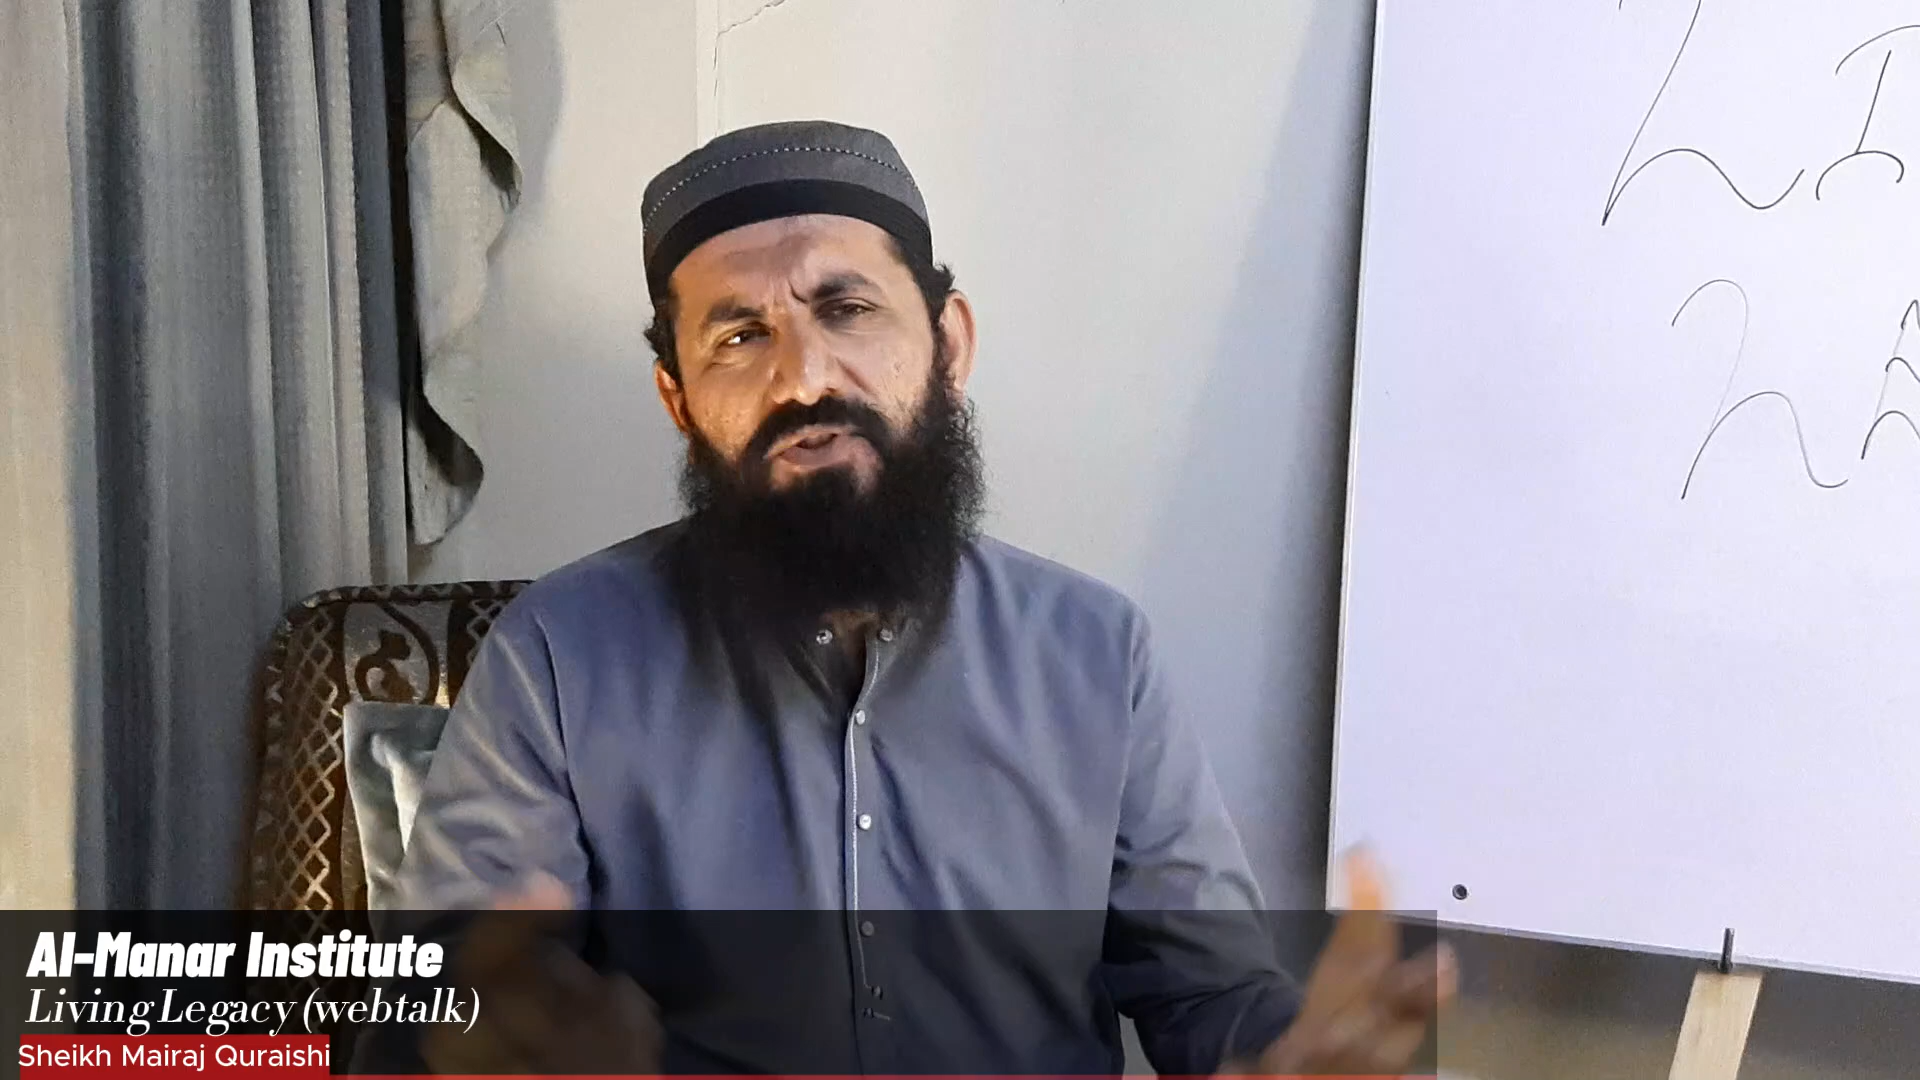 Al-Manar Institute
Living Legacy (webtalk)
Sheikh Mairaj Quraishi